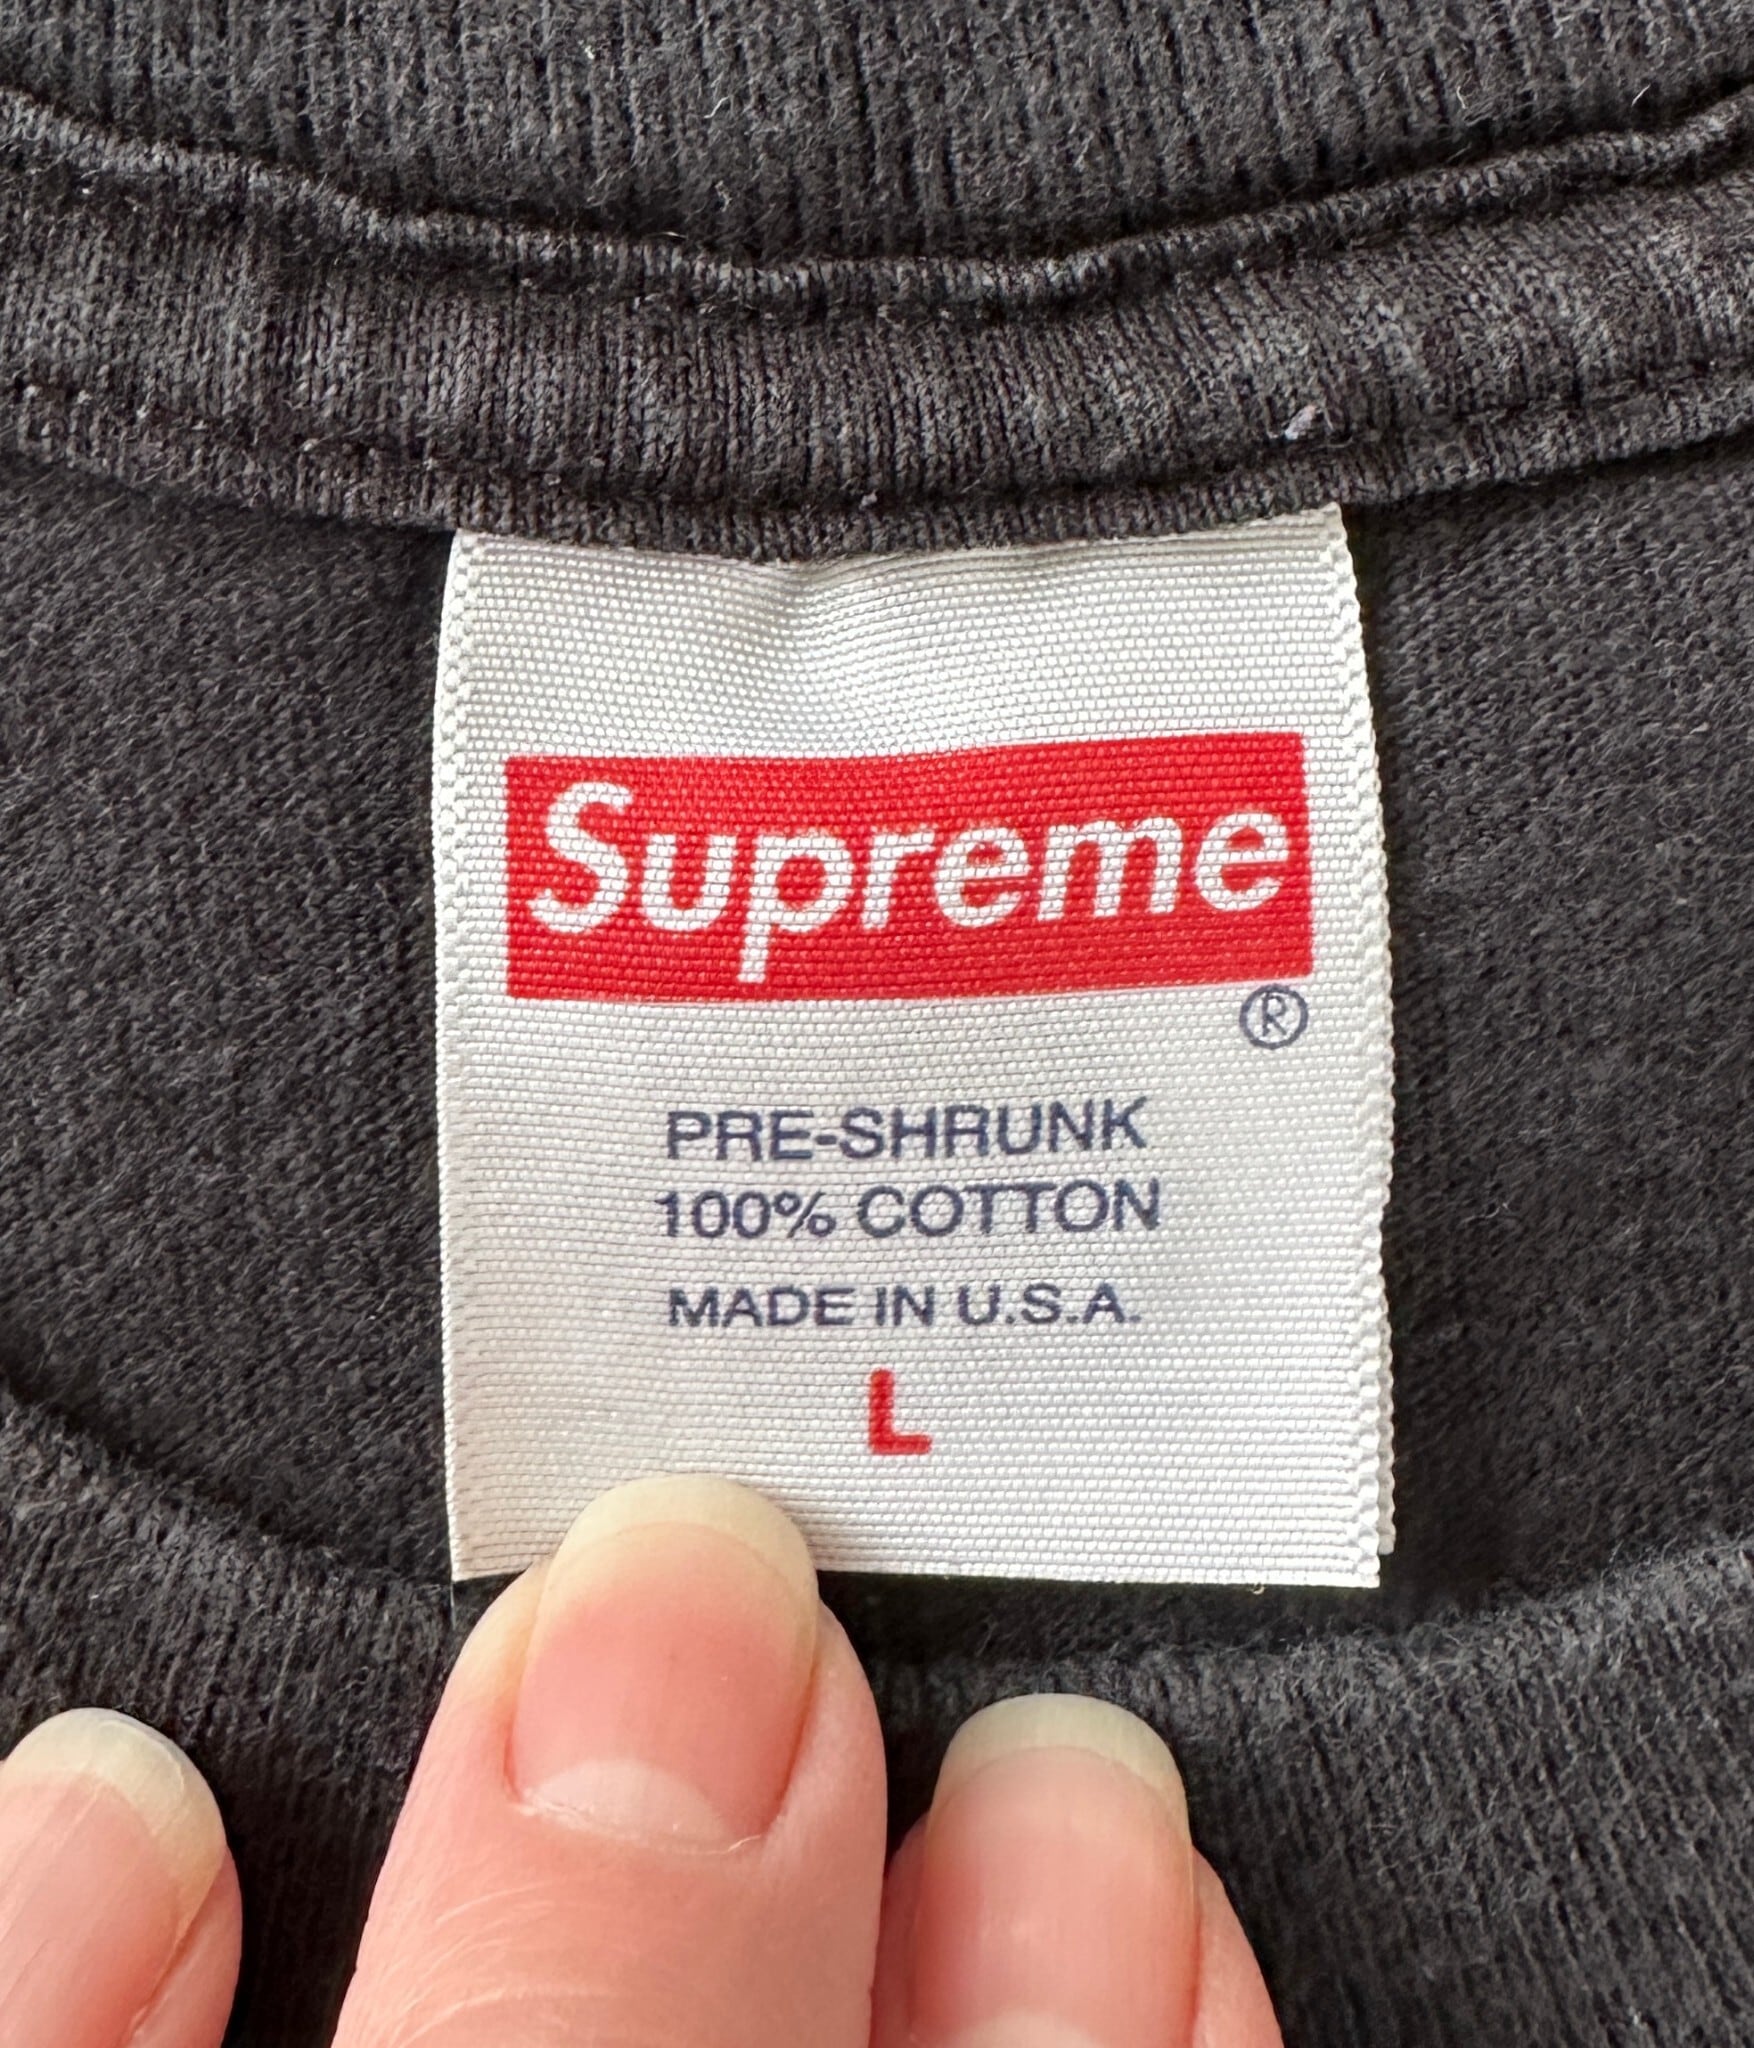 Supreme
®
PRE-SHRUNK
100% COTTON
MADE IN U.S.A.
L